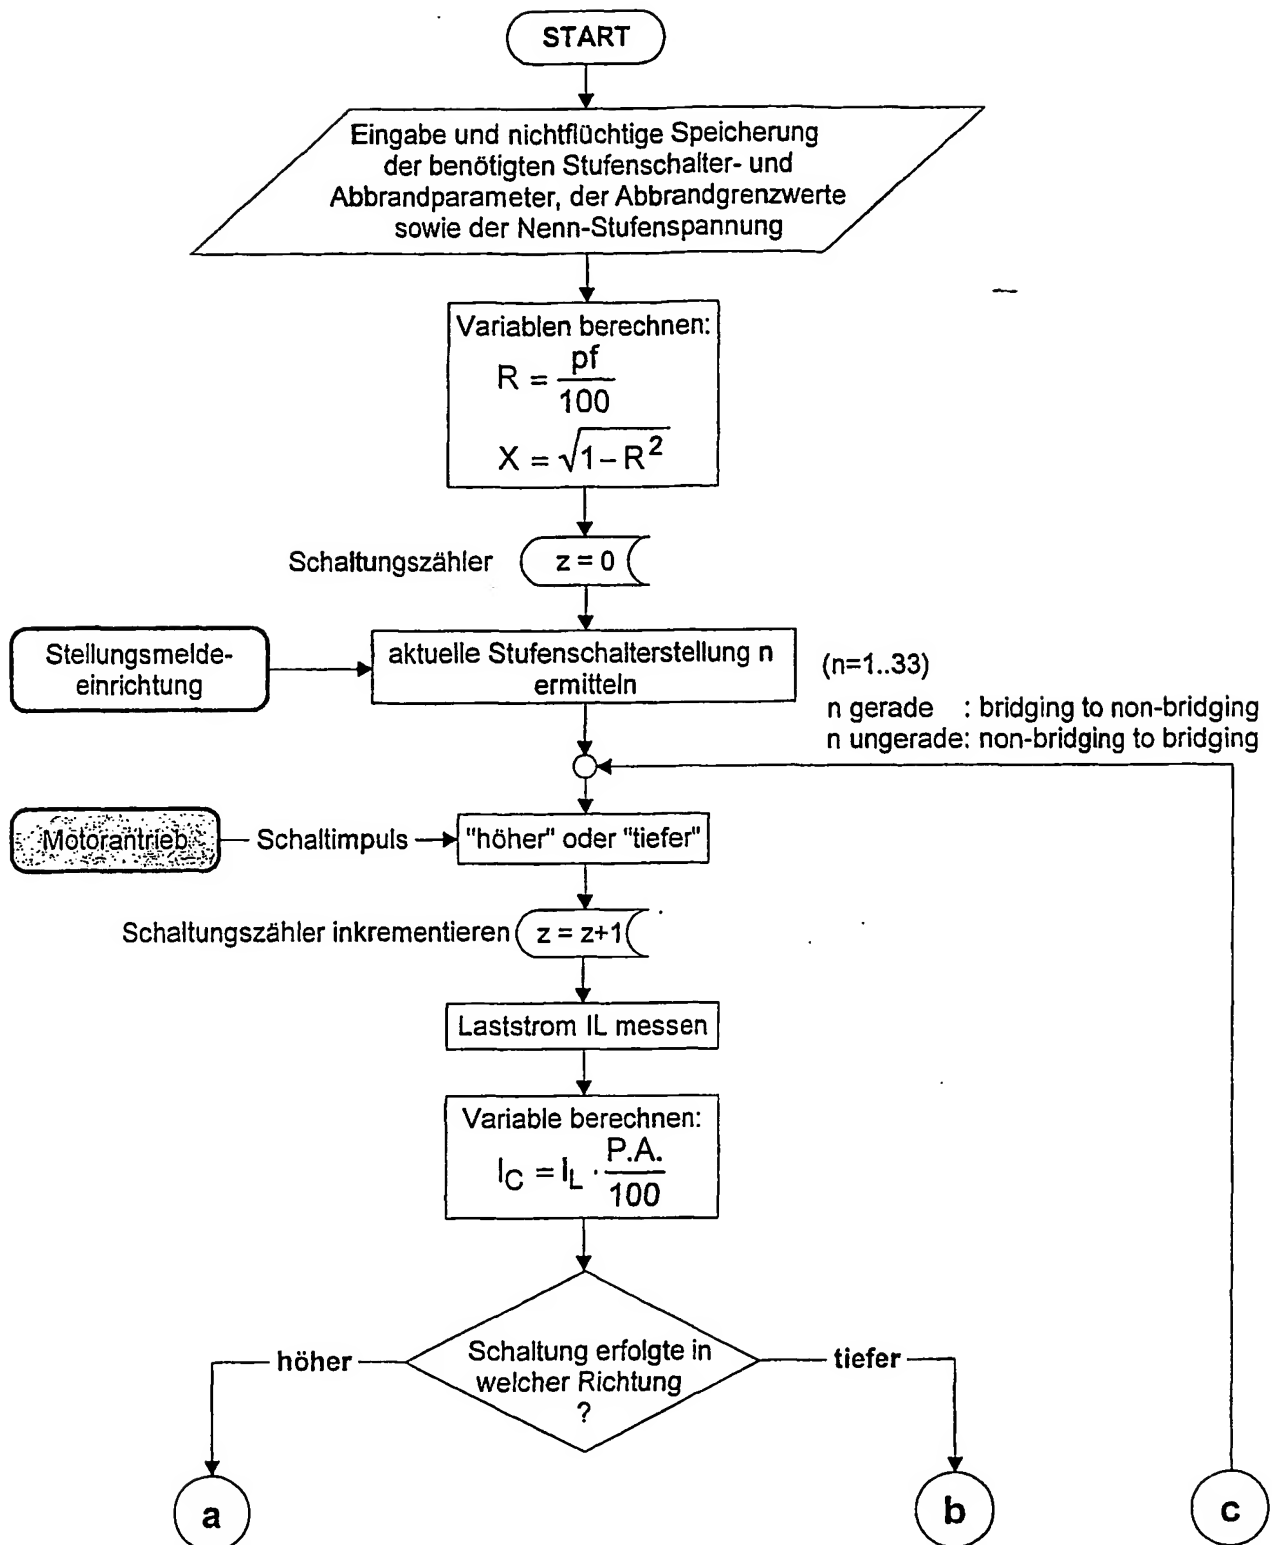 START
Eingabe und nichtflüchtige Speicherung
der benötigten Stufenschalter- und
Abbrandparameter, der Abbrandgrenzwerte
sowie der Nenn-Stufenspannung
Variablen berechnen:
R = pf/100
X = √1−R²
Schaltungszähler z = 0
Stellungsmelde-
einrichtung
aktuelle Stufenschalterstellung n
ermitteln
(n=1..33)
n gerade : bridging to non-bridging
n ungerade: non-bridging to bridging
Motorantrieb Schaltimpuls "höher" oder "tiefer"
Schaltungszähler inkrementieren z = z+1
Laststrom IL messen
Variable berechnen:
I_C = I_L · P.A./100
höher
Schaltung erfolgte in
welcher Richtung
?
tiefer
a
b
c